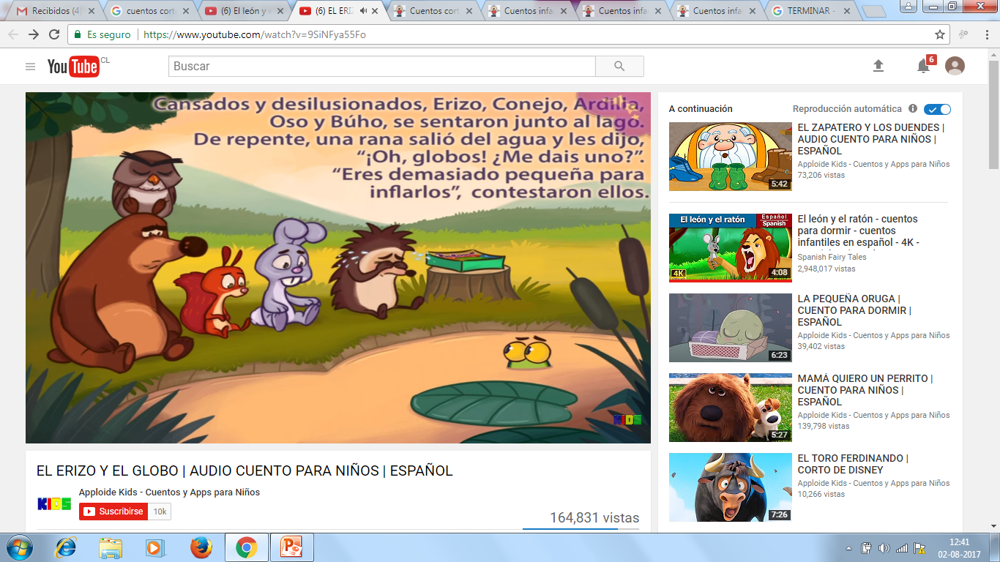 Recibidos (4)
cuentos cort
(6) El león y r
(6) EL ERIZ
Cuentos cort
Cuentos infa
Cuentos infa
Cuentos infa
TERMINAR -
Es seguro
https://www.youtube.com/watch?v=9SiNFya55Fo
YouTube CL
Buscar
6
Cansados y desilusionados, Erizo, Conejo, Ardilla,
Oso y Búho, se sentaron junto al lago.
De repente, una rana salió del agua y les dijo,
“¡Oh, globos! ¿Me dais uno?”.
“Eres demasiado pequeña para
inflarlos”, contestaron ellos.
KIDS
EL ERIZO Y EL GLOBO | AUDIO CUENTO PARA NIÑOS | ESPAÑOL
KIDS
Apploide Kids - Cuentos y Apps para Niños
Suscribirse
10k
164,831 vistas
A continuación
Reproducción automática
EL ZAPATERO Y LOS DUENDES |
AUDIO CUENTO PARA NIÑOS |
ESPAÑOL
Apploide Kids - Cuentos y Apps para Niños
73,206 vistas
5:42
El león y el ratón
Español
Spanish
4K
4:08
El león y el ratón - cuentos
para dormir - cuentos
infantiles en español - 4K -
Spanish Fairy Tales
2,948,017 vistas
LA PEQUEÑA ORUGA |
CUENTO PARA DORMIR |
ESPAÑOL
Apploide Kids - Cuentos y Apps para Niños
39,402 vistas
6:23
MAMÁ QUIERO UN PERRITO |
CUENTO PARA NIÑOS |
ESPAÑOL
Apploide Kids - Cuentos y Apps para Niños
139,798 vistas
5:27
EL TORO FERDINANDO |
CORTO DE DISNEY
Apploide Kids - Cuentos y Apps para Niños
10,266 vistas
7:26
12:41
02-08-2017